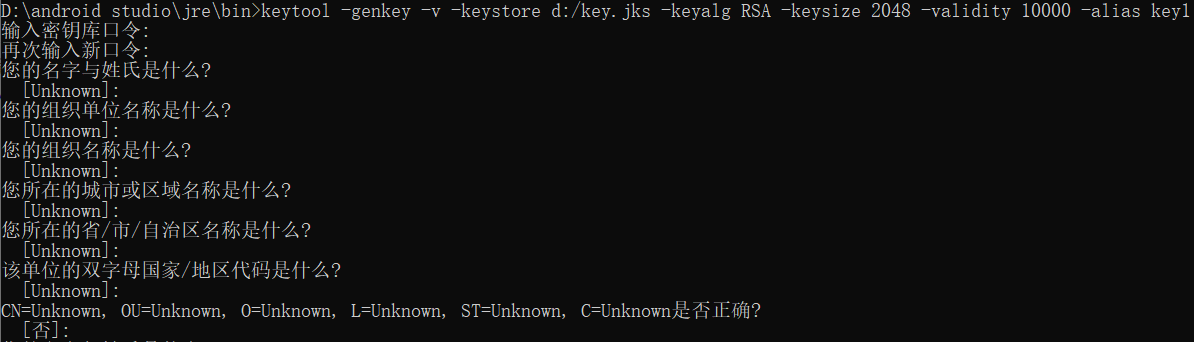 D:\android studio\jre\bin>keytool -genkey -v -keystore d:/key.jks -keyalg RSA -keysize 2048 -validity 10000 -alias key1
输入密钥库口令:
再次输入新口令:
您的名字与姓氏是什么?
[Unknown]:
您的组织单位名称是什么?
[Unknown]:
您的组织名称是什么?
[Unknown]:
您所在的城市或区域名称是什么?
[Unknown]:
您所在的省/市/自治区名称是什么?
[Unknown]:
该单位的双字母国家/地区代码是什么?
[Unknown]:
CN=Unknown, OU=Unknown, O=Unknown, L=Unknown, ST=Unknown, C=Unknown是否正确?
[否]: